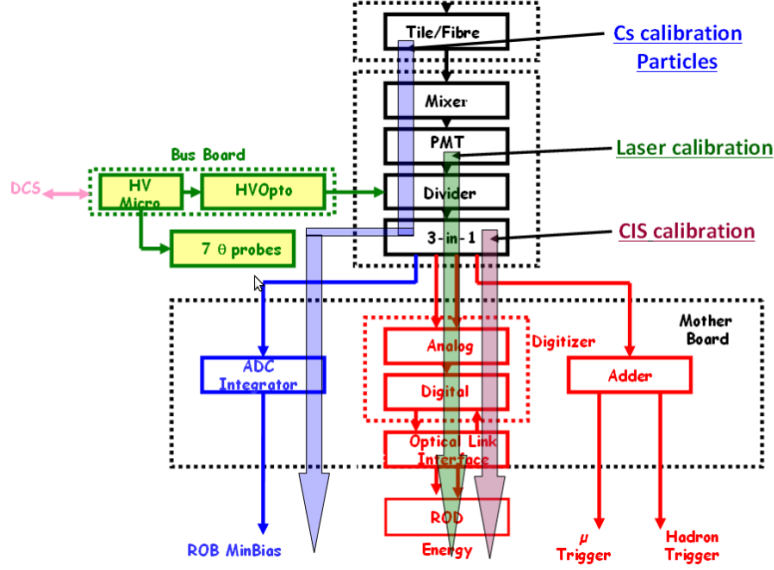 Tile/Fibre
Cs calibration
Particles
Mixer
PMT
Laser calibration
Bus Board
DCS
HV
Micro
HVOpto
Divider
7 θ probes
3-in-1
CIS calibration
Mother
Board
Analog
Digitizer
ADC
Integrator
Digital
Adder
Optical Link
Interface
ROD
ROB MinBias
Energy
μ
Trigger
Hadron
Trigger